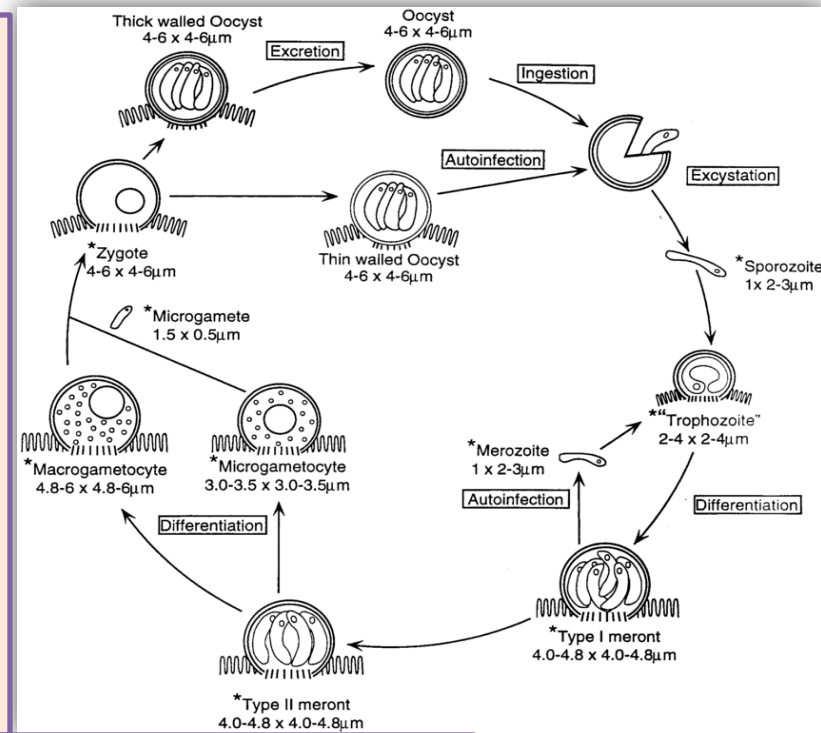 Thick walled Oocyst
4-6 x 4-6μm
Excretion
Oocyst
4-6 x 4-6μm
Ingestion
Autoinfection
Excystation
*Zygote
4-6 x 4-6μm
Thin walled Oocyst
4-6 x 4-6μm
*Sporozoite
1x 2-3μm
*Microgamete
1.5 x 0.5μm
*"Trophozoite"
2-4 x 2-4μm
*Merozoite
1 x 2-3μm
*Macrogametocyte
4.8-6 x 4.8-6μm
*Microgametocyte
3.0-3.5 x 3.0-3.5μm
Autoinfection
Differentiation
Differentiation
*Type I meront
4.0-4.8 x 4.0-4.8μm
*Type II meront
4.0-4.8 x 4.0-4.8μm